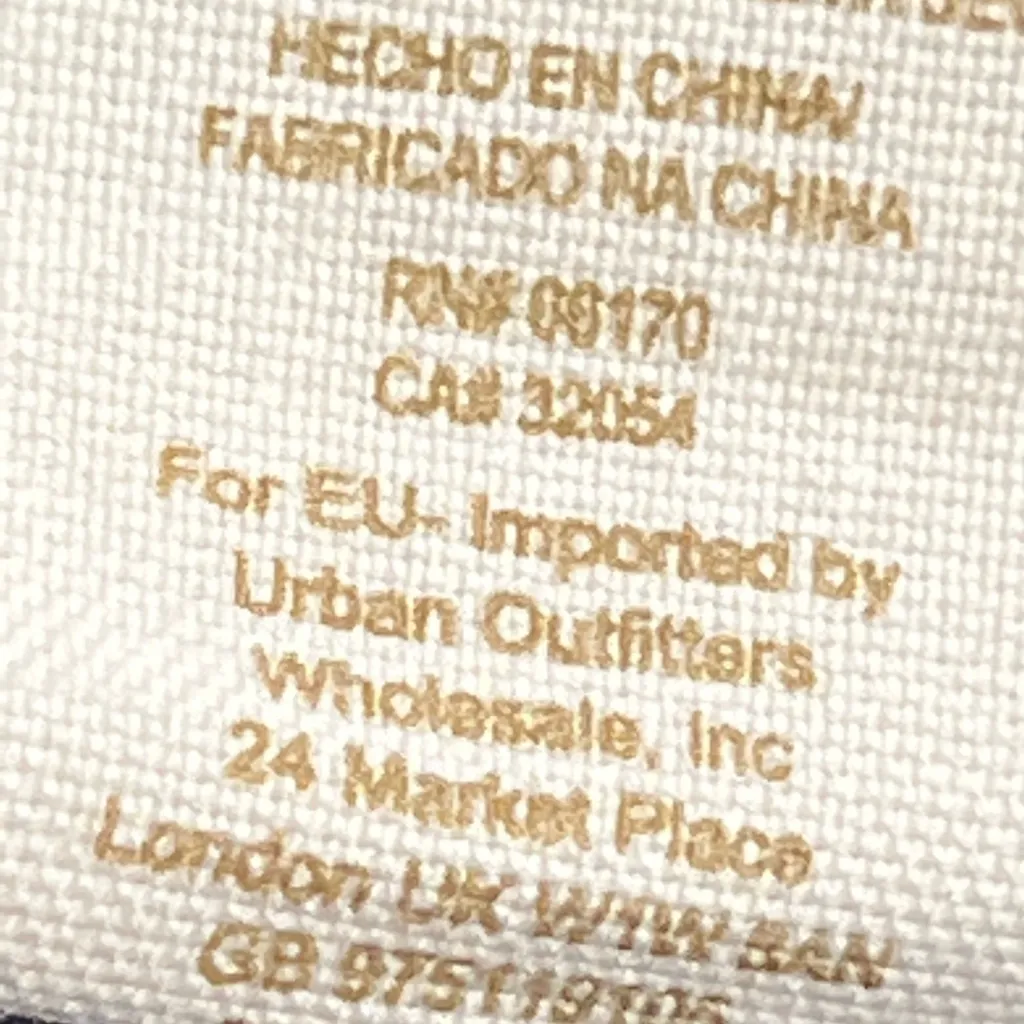 HECHO EN CHINA
FABRICADO NA CHINA
RN# 66170
CA# 32054
For EU- Imported by
Urban Outfitters
Wholesale, Inc
24 Market Place
London UK W1W 8AN
GB